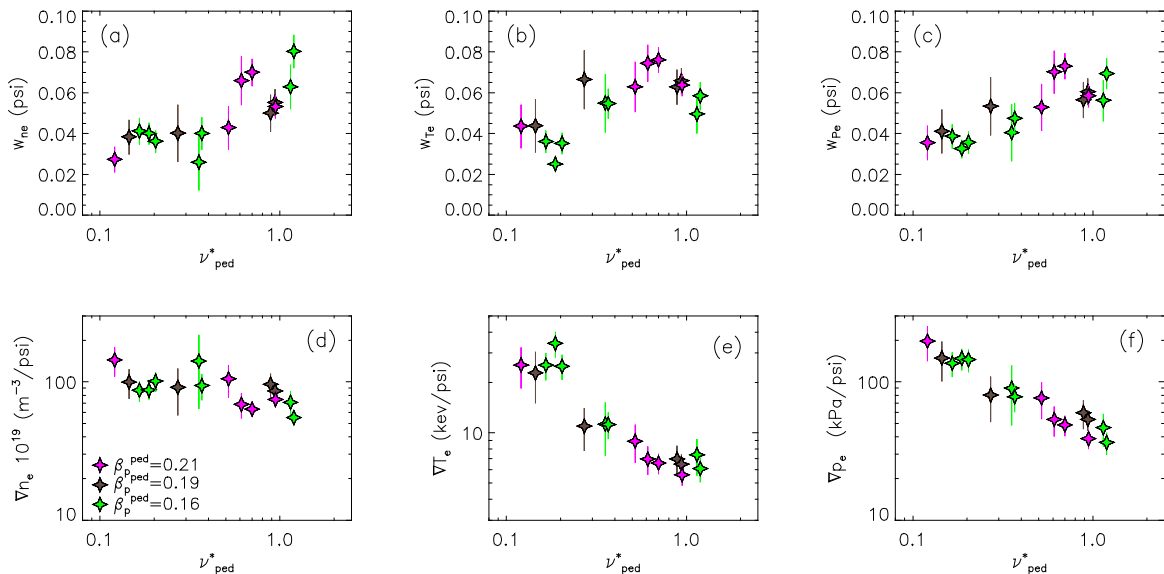 (a)
w_ne (psi)
0.10
0.08
0.06
0.04
0.02
0.00
0.1 1.0
ν*_ped
(b)
w_Te (psi)
0.10
0.08
0.06
0.04
0.02
0.00
0.1 1.0
ν*_ped
(c)
w_Pe (psi)
0.10
0.08
0.06
0.04
0.02
0.00
0.1 1.0
ν*_ped
(d)
∇n_e 10^19 (m^-3/psi)
100
10
β_p^ped=0.21
β_p^ped=0.19
β_p^ped=0.16
0.1 1.0
ν*_ped
(e)
∇T_e (kev/psi)
10
0.1 1.0
ν*_ped
(f)
∇p_e (kPa/psi)
100
10
0.1 1.0
ν*_ped